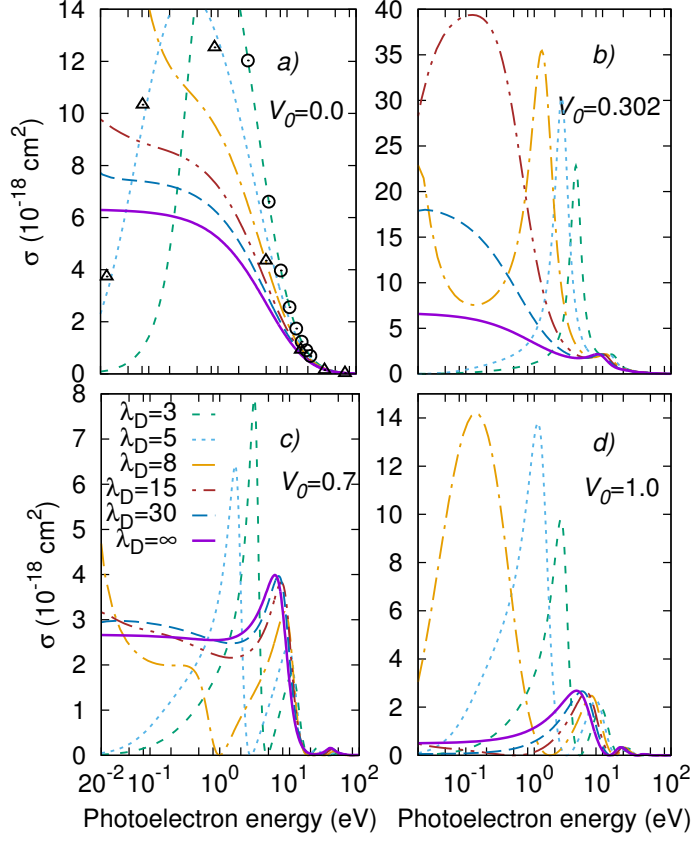 14
12
10
8
6
4
2
0
σ (10⁻¹⁸ cm²)
a)
V₀=0.0
40
35
30
25
20
15
10
5
0
b)
V₀=0.302
8
7
6
5
4
3
2
1
0
σ (10⁻¹⁸ cm²)
λ_D=3
λ_D=5
λ_D=8
λ_D=15
λ_D=30
λ_D=∞
c)
V₀=0.7
20⁻²
10⁻¹
10⁰
10¹
10²
Photoelectron energy (eV)
14
12
10
8
6
4
2
0
d)
V₀=1.0
10⁻¹
10⁰
10¹
10²
Photoelectron energy (eV)